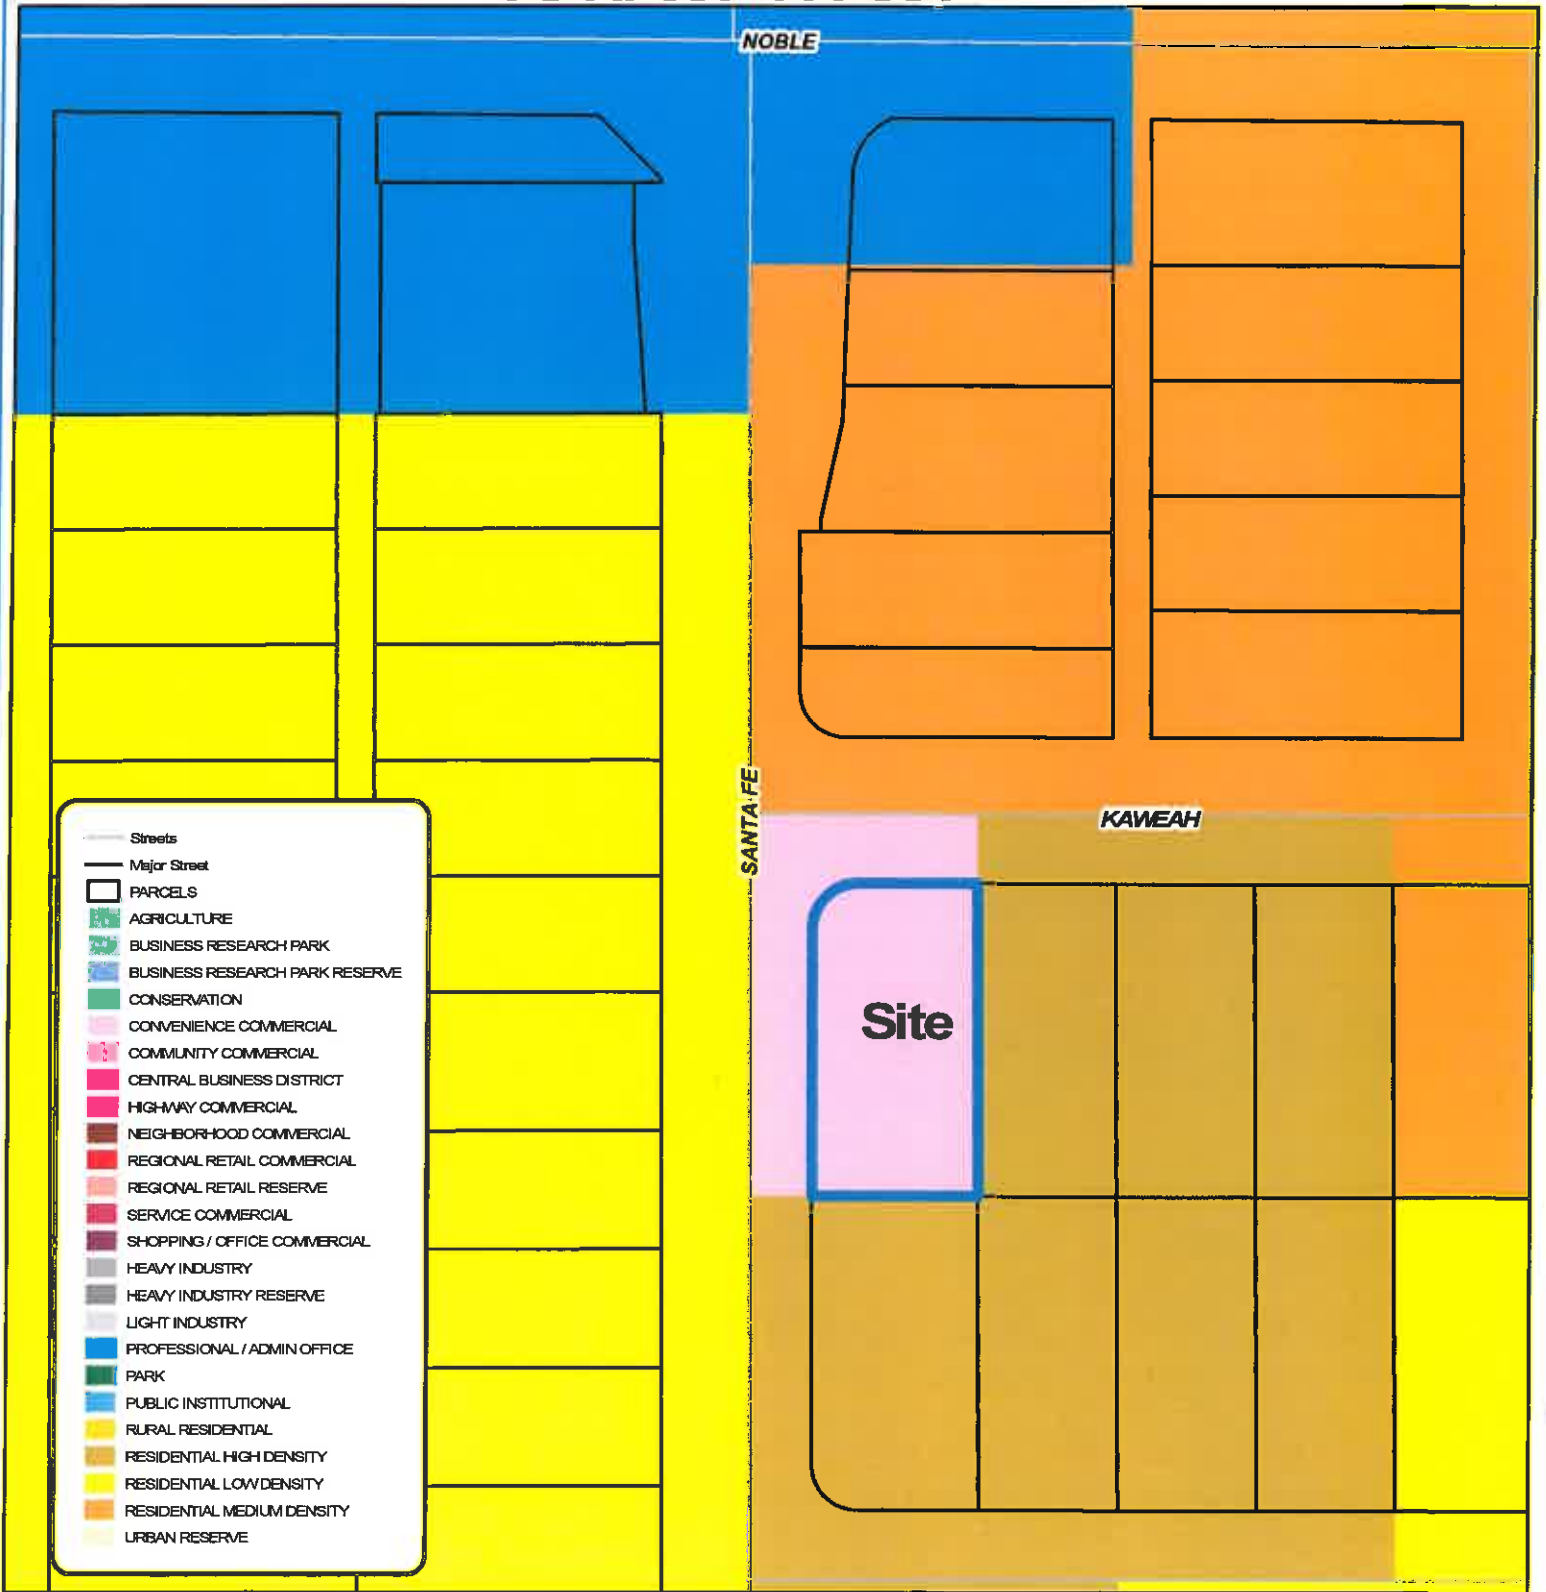 NOBLE
SANTA FE
KAWEAH
Site
Streets
Major Street
PARCELS
AGRICULTURE
BUSINESS RESEARCH PARK
BUSINESS RESEARCH PARK RESERVE
CONSERVATION
CONVENIENCE COMMERCIAL
COMMUNITY COMMERCIAL
CENTRAL BUSINESS DISTRICT
HIGHWAY COMMERCIAL
NEIGHBORHOOD COMMERCIAL
REGIONAL RETAIL COMMERCIAL
REGIONAL RETAIL RESERVE
SERVICE COMMERCIAL
SHOPPING / OFFICE COMMERCIAL
HEAVY INDUSTRY
HEAVY INDUSTRY RESERVE
LIGHT INDUSTRY
PROFESSIONAL / ADMIN OFFICE
PARK
PUBLIC INSTITUTIONAL
RURAL RESIDENTIAL
RESIDENTIAL HIGH DENSITY
RESIDENTIAL LOW DENSITY
RESIDENTIAL MEDIUM DENSITY
URBAN RESERVE